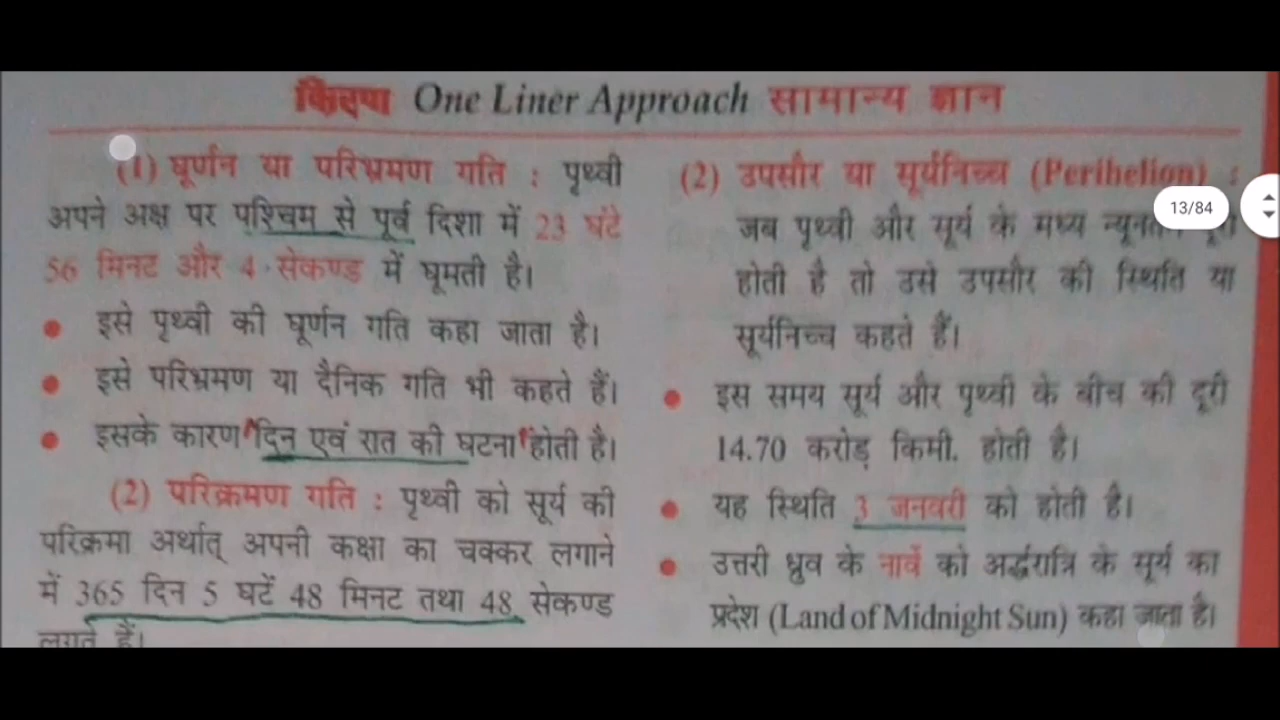 किरण One Liner Approach सामान्य ज्ञान
(1) घूर्णन या परिभ्रमण गति : पृथ्वी
अपने अक्ष पर पश्चिम से पूर्व दिशा में 23 घंटे
56 मिनट और 4 सेकण्ड में घूमती है।
• इसे पृथ्वी की घूर्णन गति कहा जाता है।
• इसे परिभ्रमण या दैनिक गति भी कहते हैं।
• इसके कारण दिन एवं रात की घटना होती है।
(2) परिक्रमण गति : पृथ्वी को सूर्य की
परिक्रमा अर्थात् अपनी कक्षा का चक्कर लगाने
में 365 दिन 5 घटें 48 मिनट तथा 48 सेकण्ड
लगते हैं।
(2) उपसौर या सूर्यनिच्च (Perihelion) :
जब पृथ्वी और सूर्य के मध्य न्यूनतम दूरी
होती है तो उसे उपसौर की स्थिति या
सूर्यनिच्च कहते हैं।
• इस समय सूर्य और पृथ्वी के बीच की दूरी
14.70 करोड़ किमी. होती है।
• यह स्थिति 3 जनवरी को होती है।
• उत्तरी ध्रुव के नार्वे को अर्द्धरात्रि के सूर्य का
प्रदेश (Land of Midnight Sun) कहा जाता है।
13/84